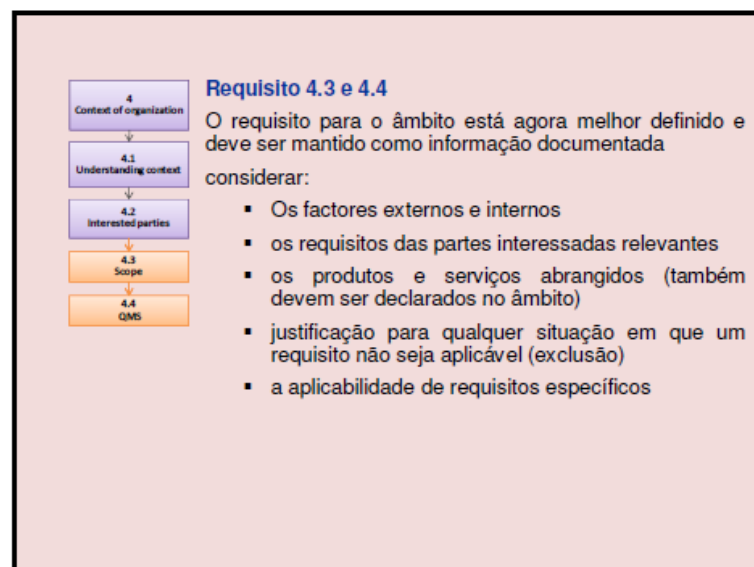 4
Context of organization
4.1
Understanding context
4.2
Interested parties
4.3
Scope
4.4
QMS
Requisito 4.3 e 4.4
O requisito para o âmbito está agora melhor definido e
deve ser mantido como informação documentada
considerar:
▪ Os factores externos e internos
▪ os requisitos das partes interessadas relevantes
▪ os produtos e serviços abrangidos (também
devem ser declarados no âmbito)
▪ justificação para qualquer situação em que um
requisito não seja aplicável (exclusão)
▪ a aplicabilidade de requisitos específicos